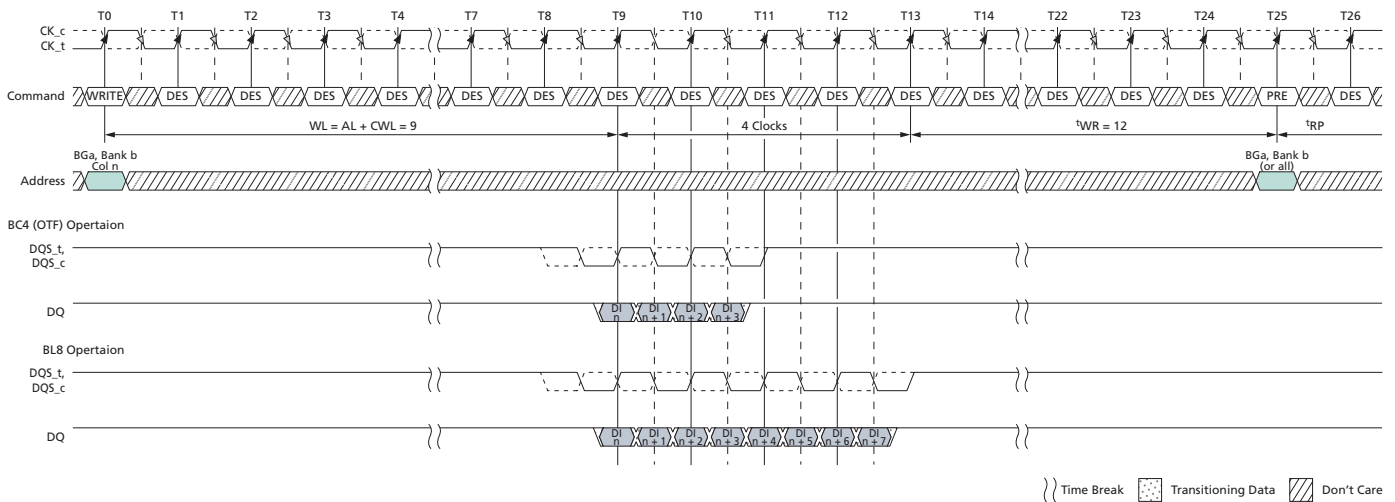 T0 T1 T2 T3 T4 T7 T8 T9 T10 T11 T12 T13 T14 T22 T23 T24 T25 T26
CK_c
CK_t
Command WRITE DES DES DES DES DES DES DES DES DES DES DES DES DES DES DES PRE DES
WL = AL + CWL = 9 4 Clocks tWR = 12 tRP
BGa, Bank b
Col n
BGa, Bank b
(or all)
Address
BC4 (OTF) Opertaion
DQS_t,
DQS_c
DQ
DI n DI n + 1 DI n + 2 DI n + 3
BL8 Opertaion
DQS_t,
DQS_c
DQ
DI n DI n + 1 DI n + 2 DI n + 3 DI n + 4 DI n + 5 DI n + 6 DI n + 7
Time Break Transitioning Data Don't Care